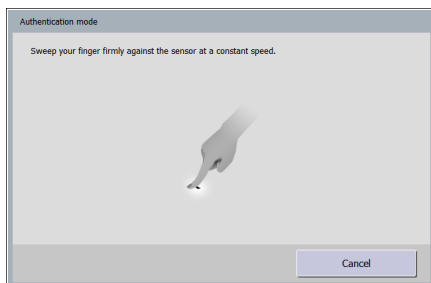 Authentication mode
Sweep your finger firmly against the sensor at a constant speed.
Cancel